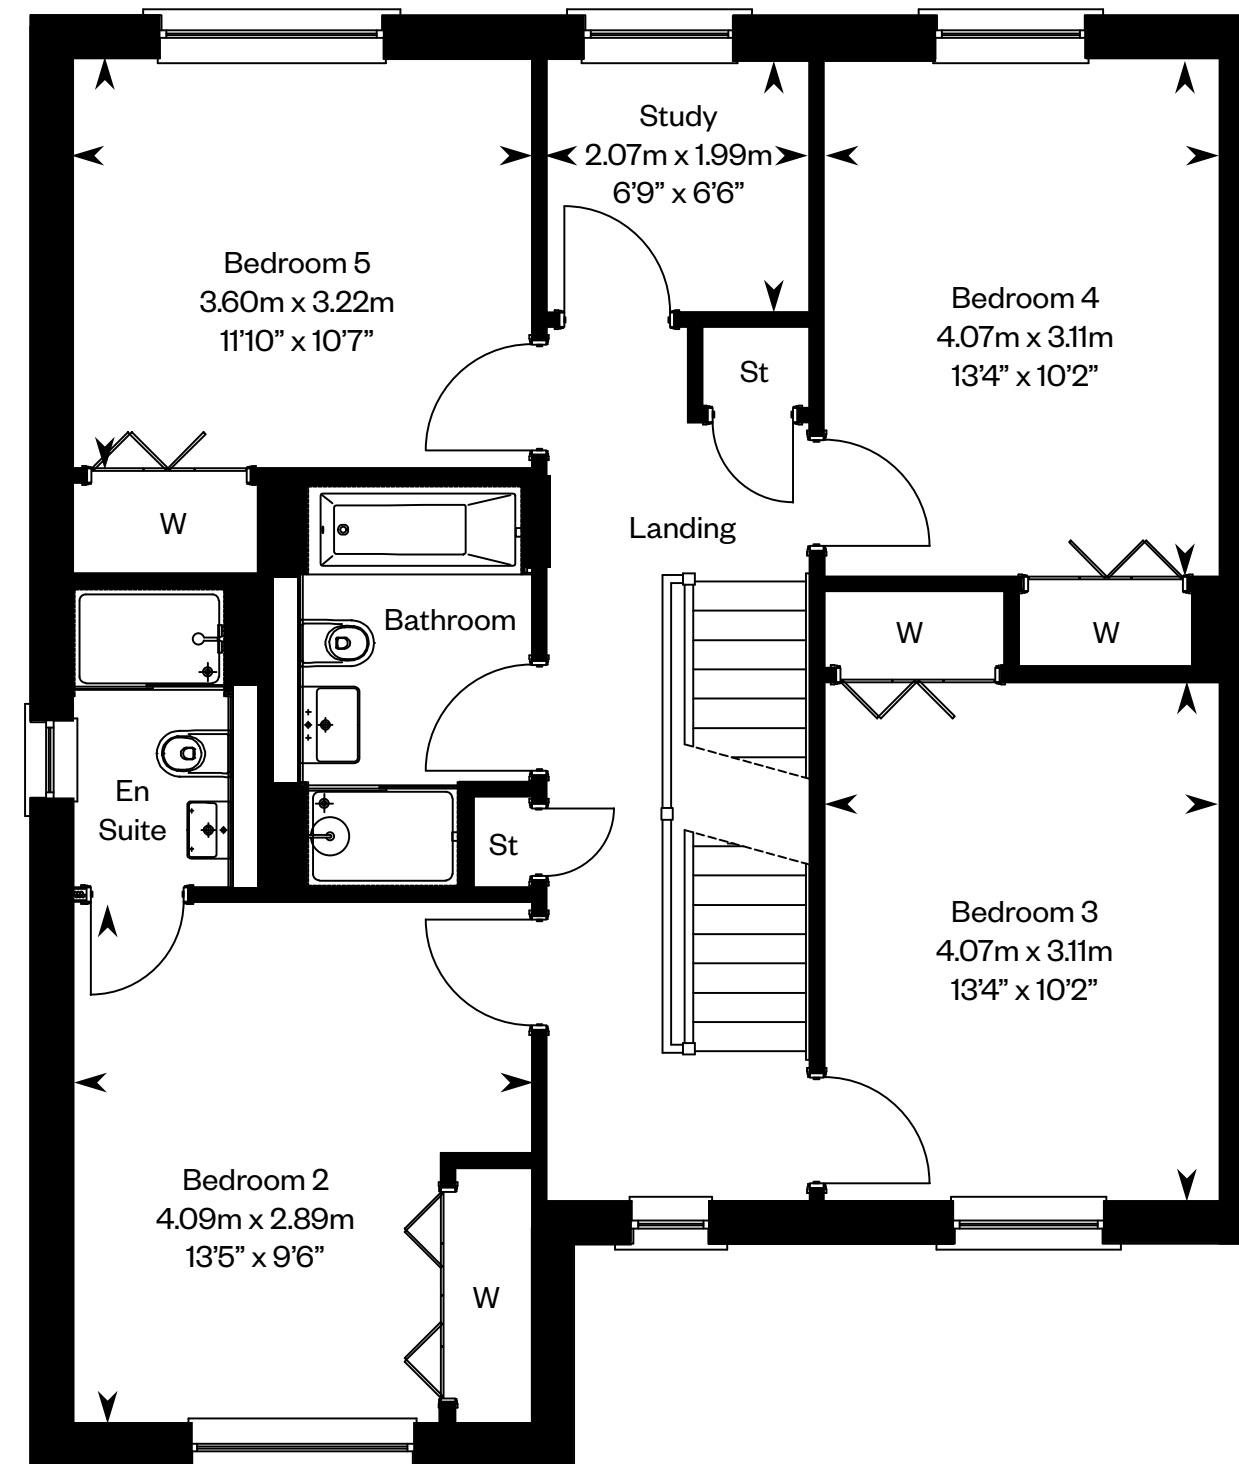 Study
2.07m x 1.99m
6’9” x 6’6”
Bedroom 5
3.60m x 3.22m
11’10” x 10’7”
Bedroom 4
4.07m x 3.11m
13’4” x 10’2”
St
W
Landing
Bathroom
W
W
En
Suite
St
Bedroom 3
4.07m x 3.11m
13’4” x 10’2”
Bedroom 2
4.09m x 2.89m
13’5” x 9’6”
W